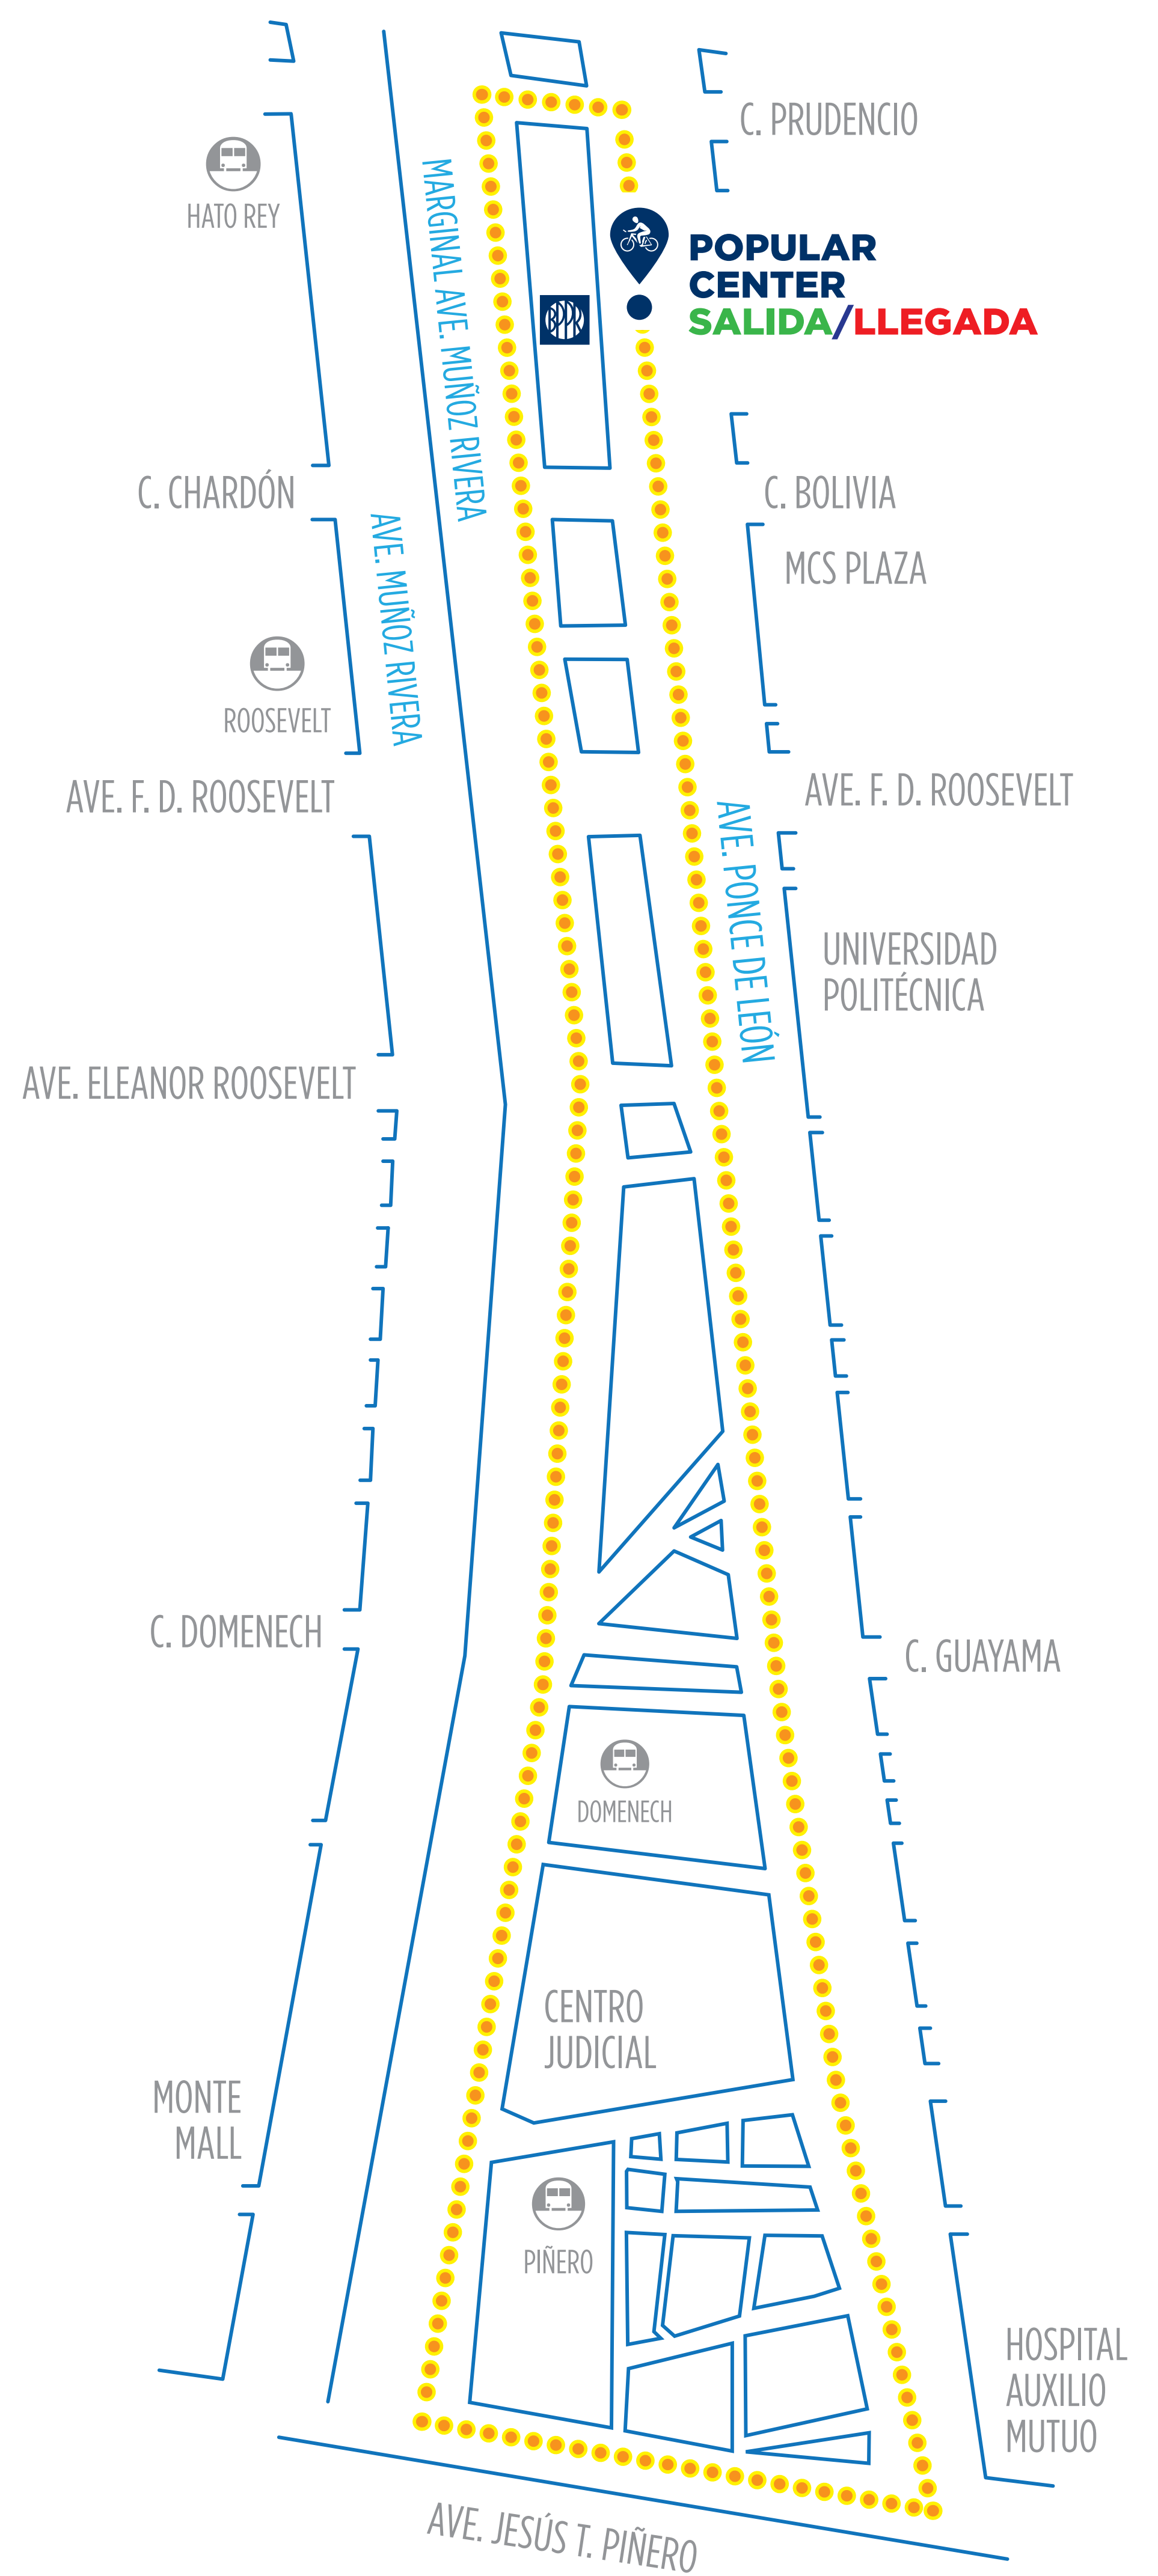 C. PRUDENCIO
HATO REY
MARGINAL AVE. MUÑOZ RIVERA
POPULAR
CENTER
SALIDA/LLEGADA
BPPR
C. CHARDÓN
C. BOLIVIA
AVE. MUÑOZ RIVERA
MCS PLAZA
ROOSEVELT
AVE. F. D. ROOSEVELT
AVE. F. D. ROOSEVELT
AVE. PONCE DE LEÓN
UNIVERSIDAD
POLITÉCNICA
AVE. ELEANOR ROOSEVELT
C. DOMENECH
C. GUAYAMA
DOMENECH
CENTRO
JUDICIAL
MONTE
MALL
PIÑERO
HOSPITAL
AUXILIO
MUTUO
AVE. JESÚS T. PIÑERO